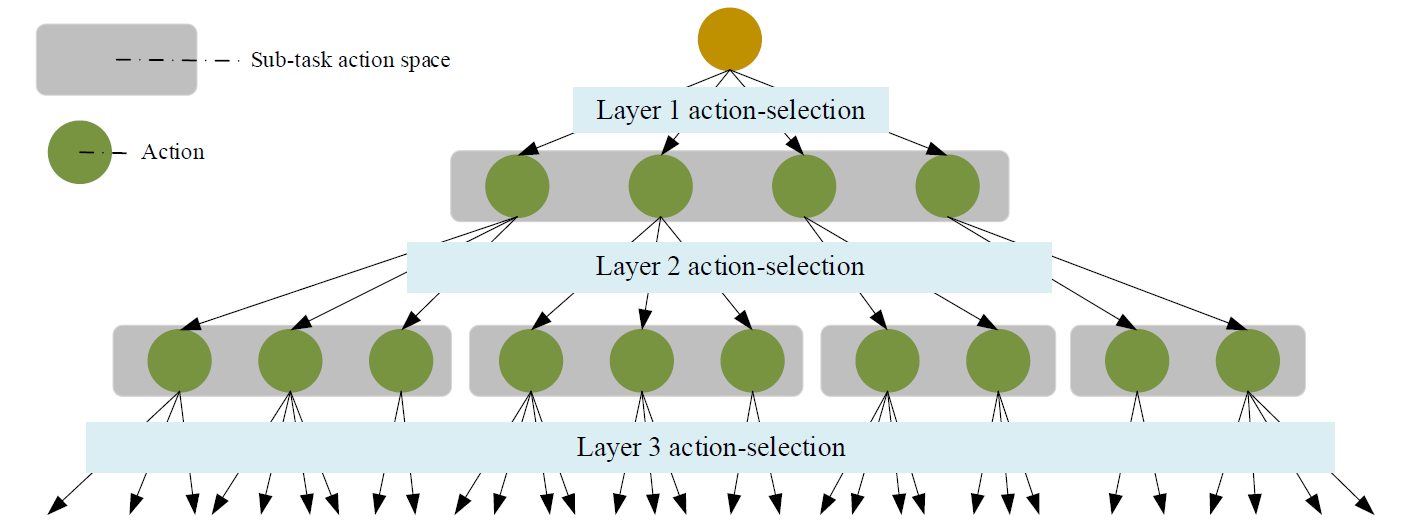 Sub-task action space
Action
Layer 1 action-selection
Layer 2 action-selection
Layer 3 action-selection